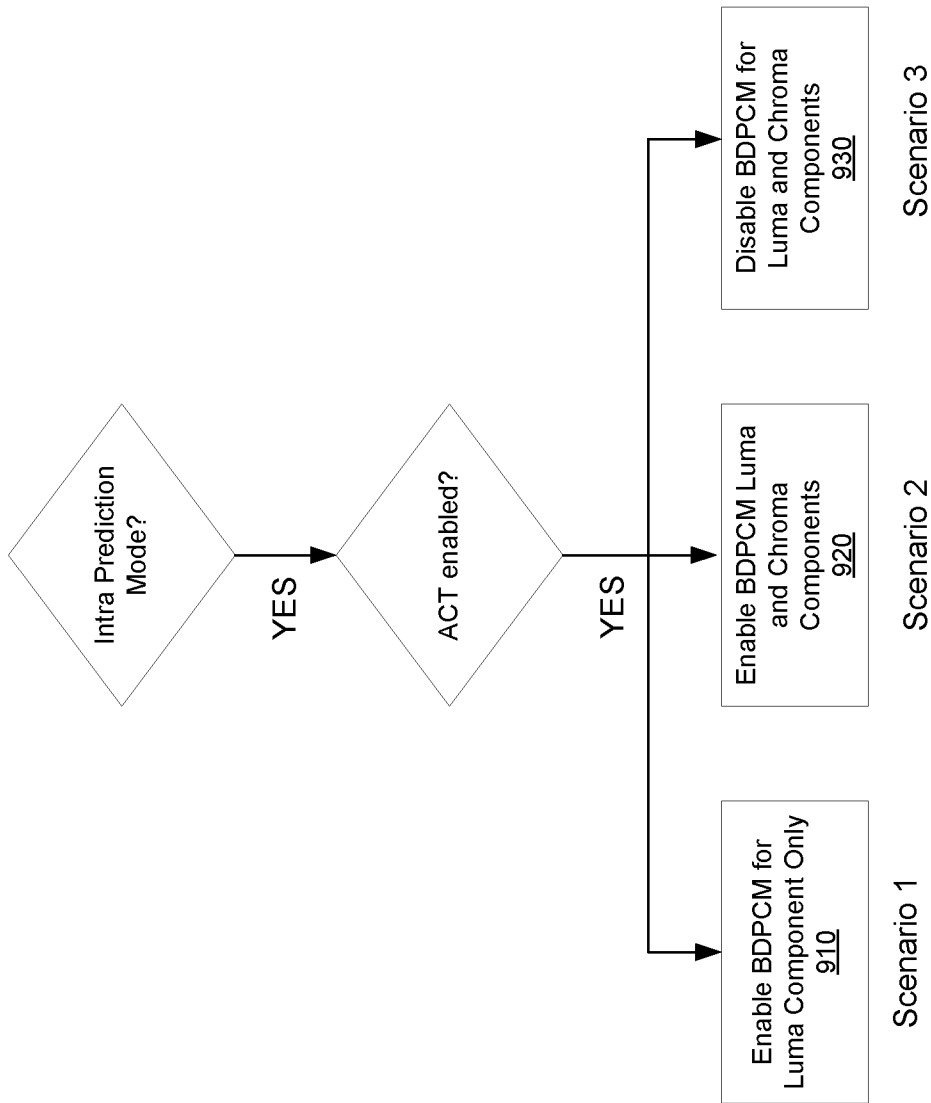 Intra Prediction
Mode?
YES
ACT enabled?
YES
Enable BDPCM for
Luma Component Only
910
Enable BDPCM Luma
and Chroma
Components
920
Disable BDPCM for
Luma and Chroma
Components
930
Scenario 1
Scenario 2
Scenario 3